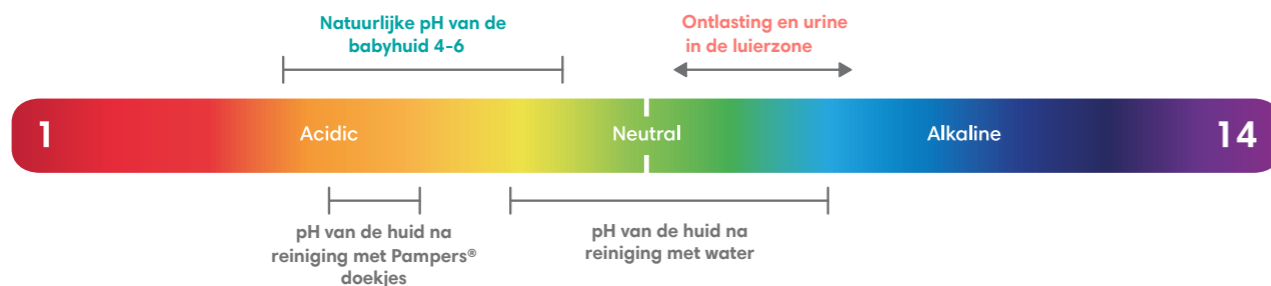 Natuurlijke pH van de
babyhuid 4-6
Ontlasting en urine
in de luierzone
1
Acidic
Neutral
Alkaline
14
pH van de huid na
reiniging met Pampers®
doekjes
pH van de huid na
reiniging met water